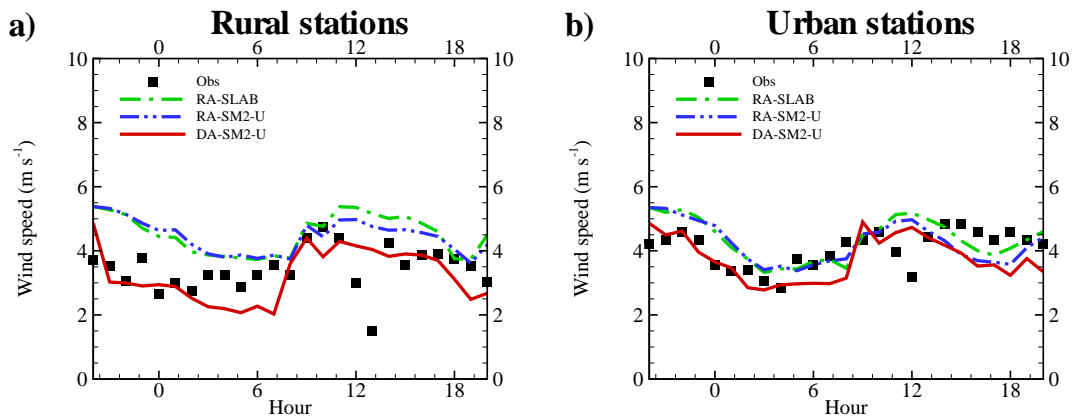 a) Rural stations
0 6 12 18
10 10
8 8
6 6
4 4
2 2
0 0
Wind speed (m s-1)
Obs
RA-SLAB
RA-SM2-U
DA-SM2-U
0 6 12 18
Hour
b) Urban stations
0 6 12 18
10 10
8 8
6 6
4 4
2 2
0 0
Wind speed (m s-1)
Obs
RA-SLAB
RA-SM2-U
DA-SM2-U
0 6 12 18
Hour